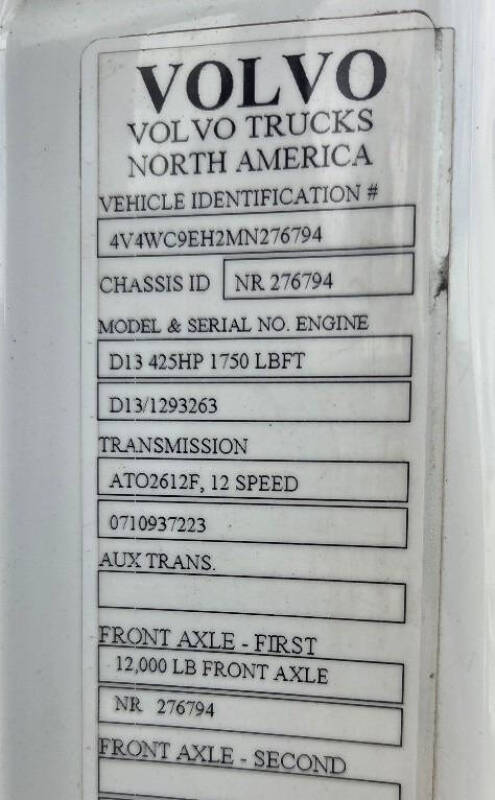 VOLVO
VOLVO TRUCKS
NORTH AMERICA
VEHICLE IDENTIFICATION #
4V4WC9EH2MN276794
CHASSIS ID NR 276794
MODEL & SERIAL NO. ENGINE
D13 425HP 1750 LBFT
D13/1293263
TRANSMISSION
ATO2612F, 12 SPEED
0710937223
AUX TRANS.
FRONT AXLE - FIRST
12,000 LB FRONT AXLE
NR 276794
FRONT AXLE - SECOND